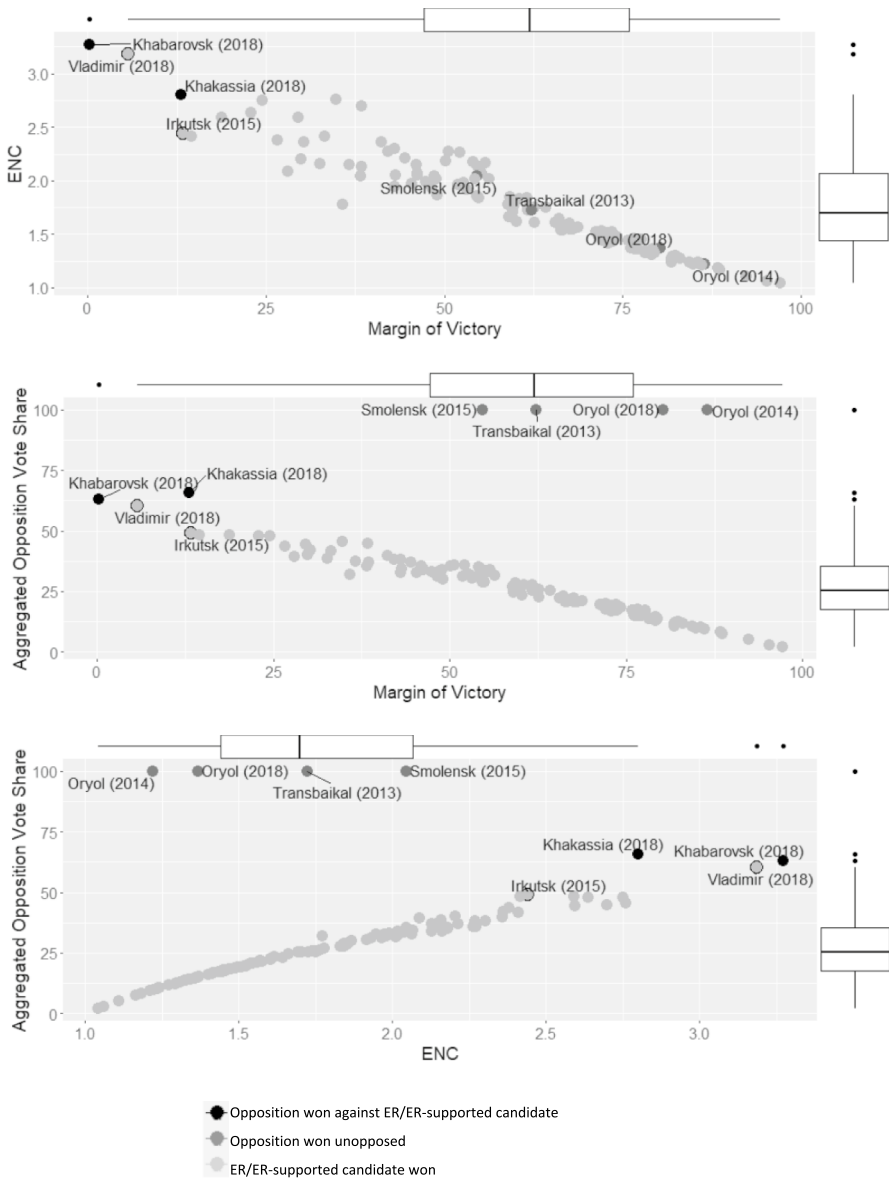 Khabarovsk (2018)
Vladimir (2018)
Khakassia (2018)
Irkutsk (2015)
Smolensk (2015)
Transbaikal (2013)
Oryol (2018)
Oryol (2014)
ENC
3.0
2.5
2.0
1.5
1.0
0 25 50 75 100
Margin of Victory
Smolensk (2015) Oryol (2018) Oryol (2014)
Transbaikal (2013)
Khakassia (2018)
Khabarovsk (2018)
Vladimir (2018)
Irkutsk (2015)
Aggregated Opposition Vote Share
100
75
50
25
0
0 25 50 75 100
Margin of Victory
Oryol (2014) Oryol (2018) Smolensk (2015)
Transbaikal (2013)
Khakassia (2018) Khabarovsk (2018)
Vladimir (2018)
Irkutsk (2015)
Aggregated Opposition Vote Share
100
75
50
25
0
1.0 1.5 2.0 2.5 3.0
ENC
Opposition won against ER/ER-supported candidate
Opposition won unopposed
ER/ER-supported candidate won